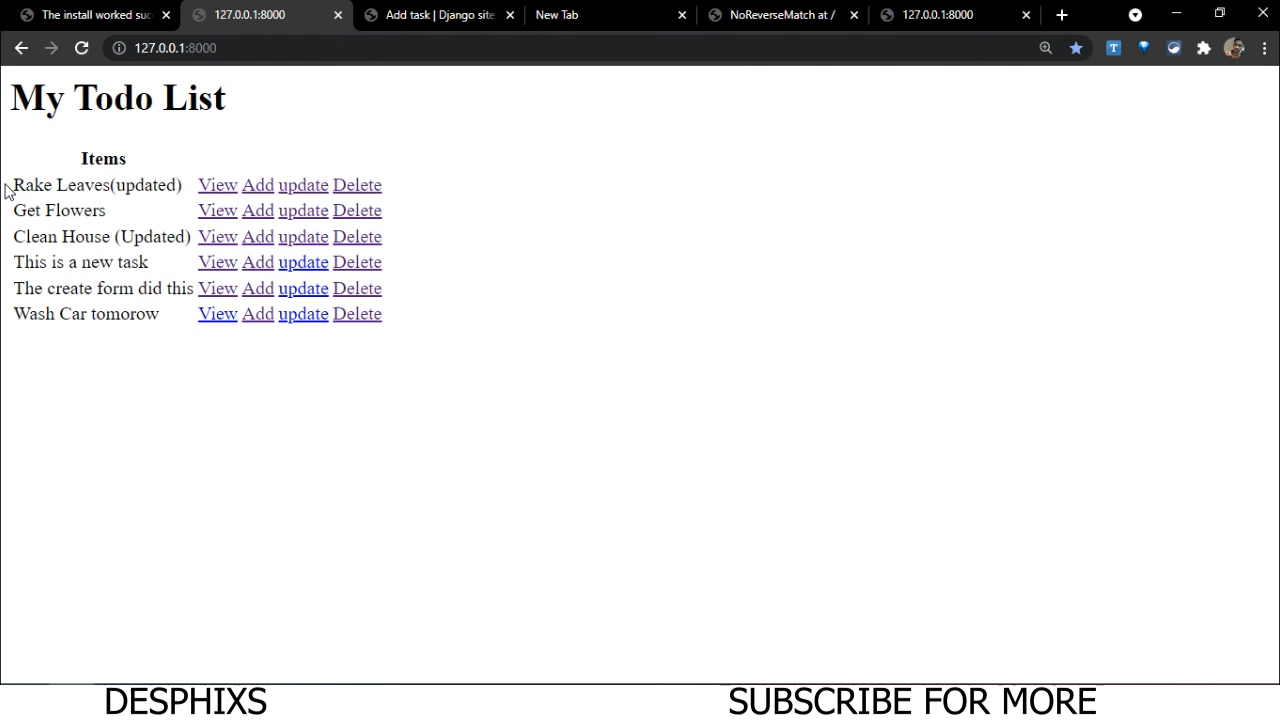 The install worked suc
127.0.0.1:8000
Add task | Django site
New Tab
NoReverseMatch at /
127.0.0.1:8000
127.0.0.1:8000
T
My Todo List
Items
Rake Leaves(updated) View Add update Delete
Get Flowers View Add update Delete
Clean House (Updated) View Add update Delete
This is a new task View Add update Delete
The create form did this View Add update Delete
Wash Car tomorow View Add update Delete
DESPHIXS SUBSCRIBE FOR MORE